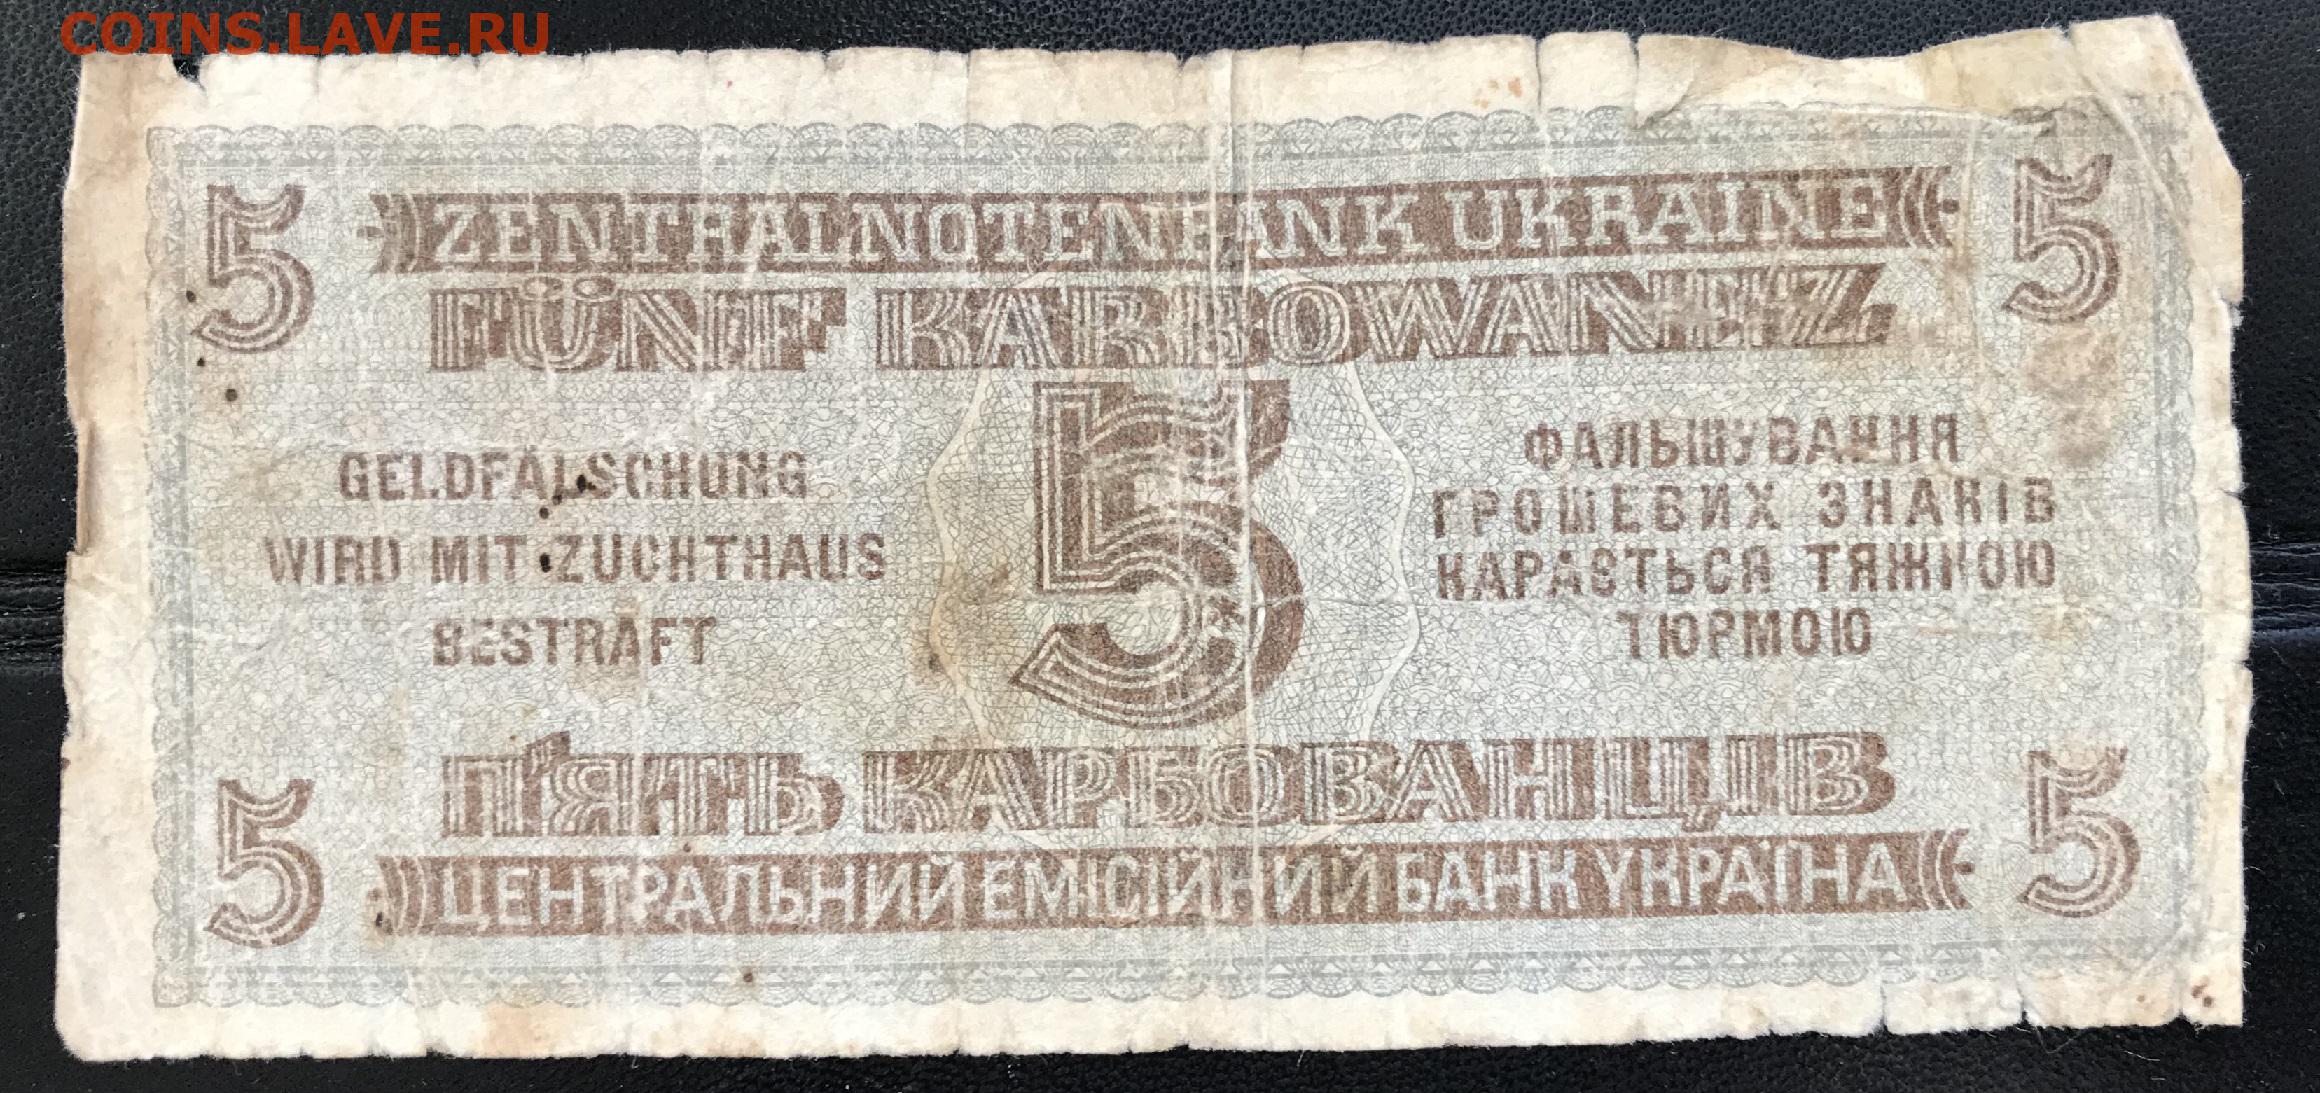 COINS.LAVE.RU
5 ZENTRALNOTENBANK UKRAINE 5
FÜNF KARBOWANEZ
5
GELDFÄLSCHUNG
WIRD MIT ZUCHTHAUS
BESTRAFT
ФАЛЬШУВАННЯ
ГРОШЕВИХ ЗНАКІВ
КАРАЄТЬСЯ ТЯЖКОЮ
ТЮРМОЮ
П'ЯТЬ КАРБОВАНЦІВ
5 ЦЕНТРАЛЬНИЙ ЕМІСІЙНИЙ БАНК УКРАЇНА 5